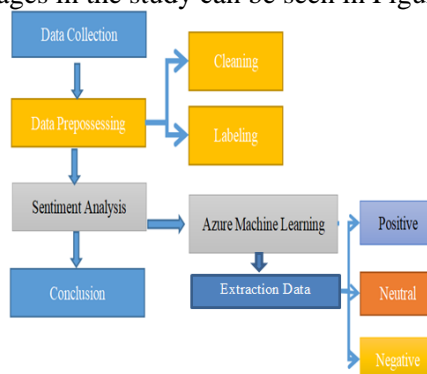 ages in the study can be seen in Figur
Data Collection
Cleaning
Data Prepossessing
Labeling
Sentiment Analysis
Azure Machine Learning
Positive
Extraction Data
Conclusion
Neutral
Negative